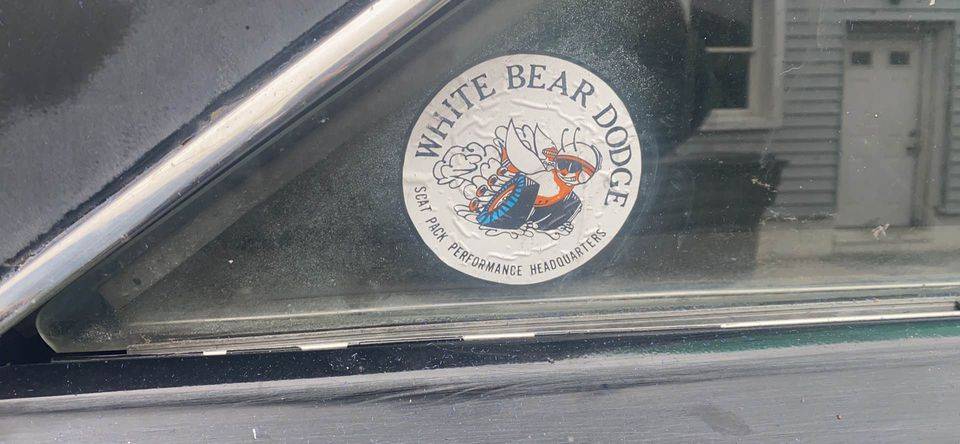 WHITE BEAR DODGE
SCAT PACK PERFORMANCE HEADQUARTERS